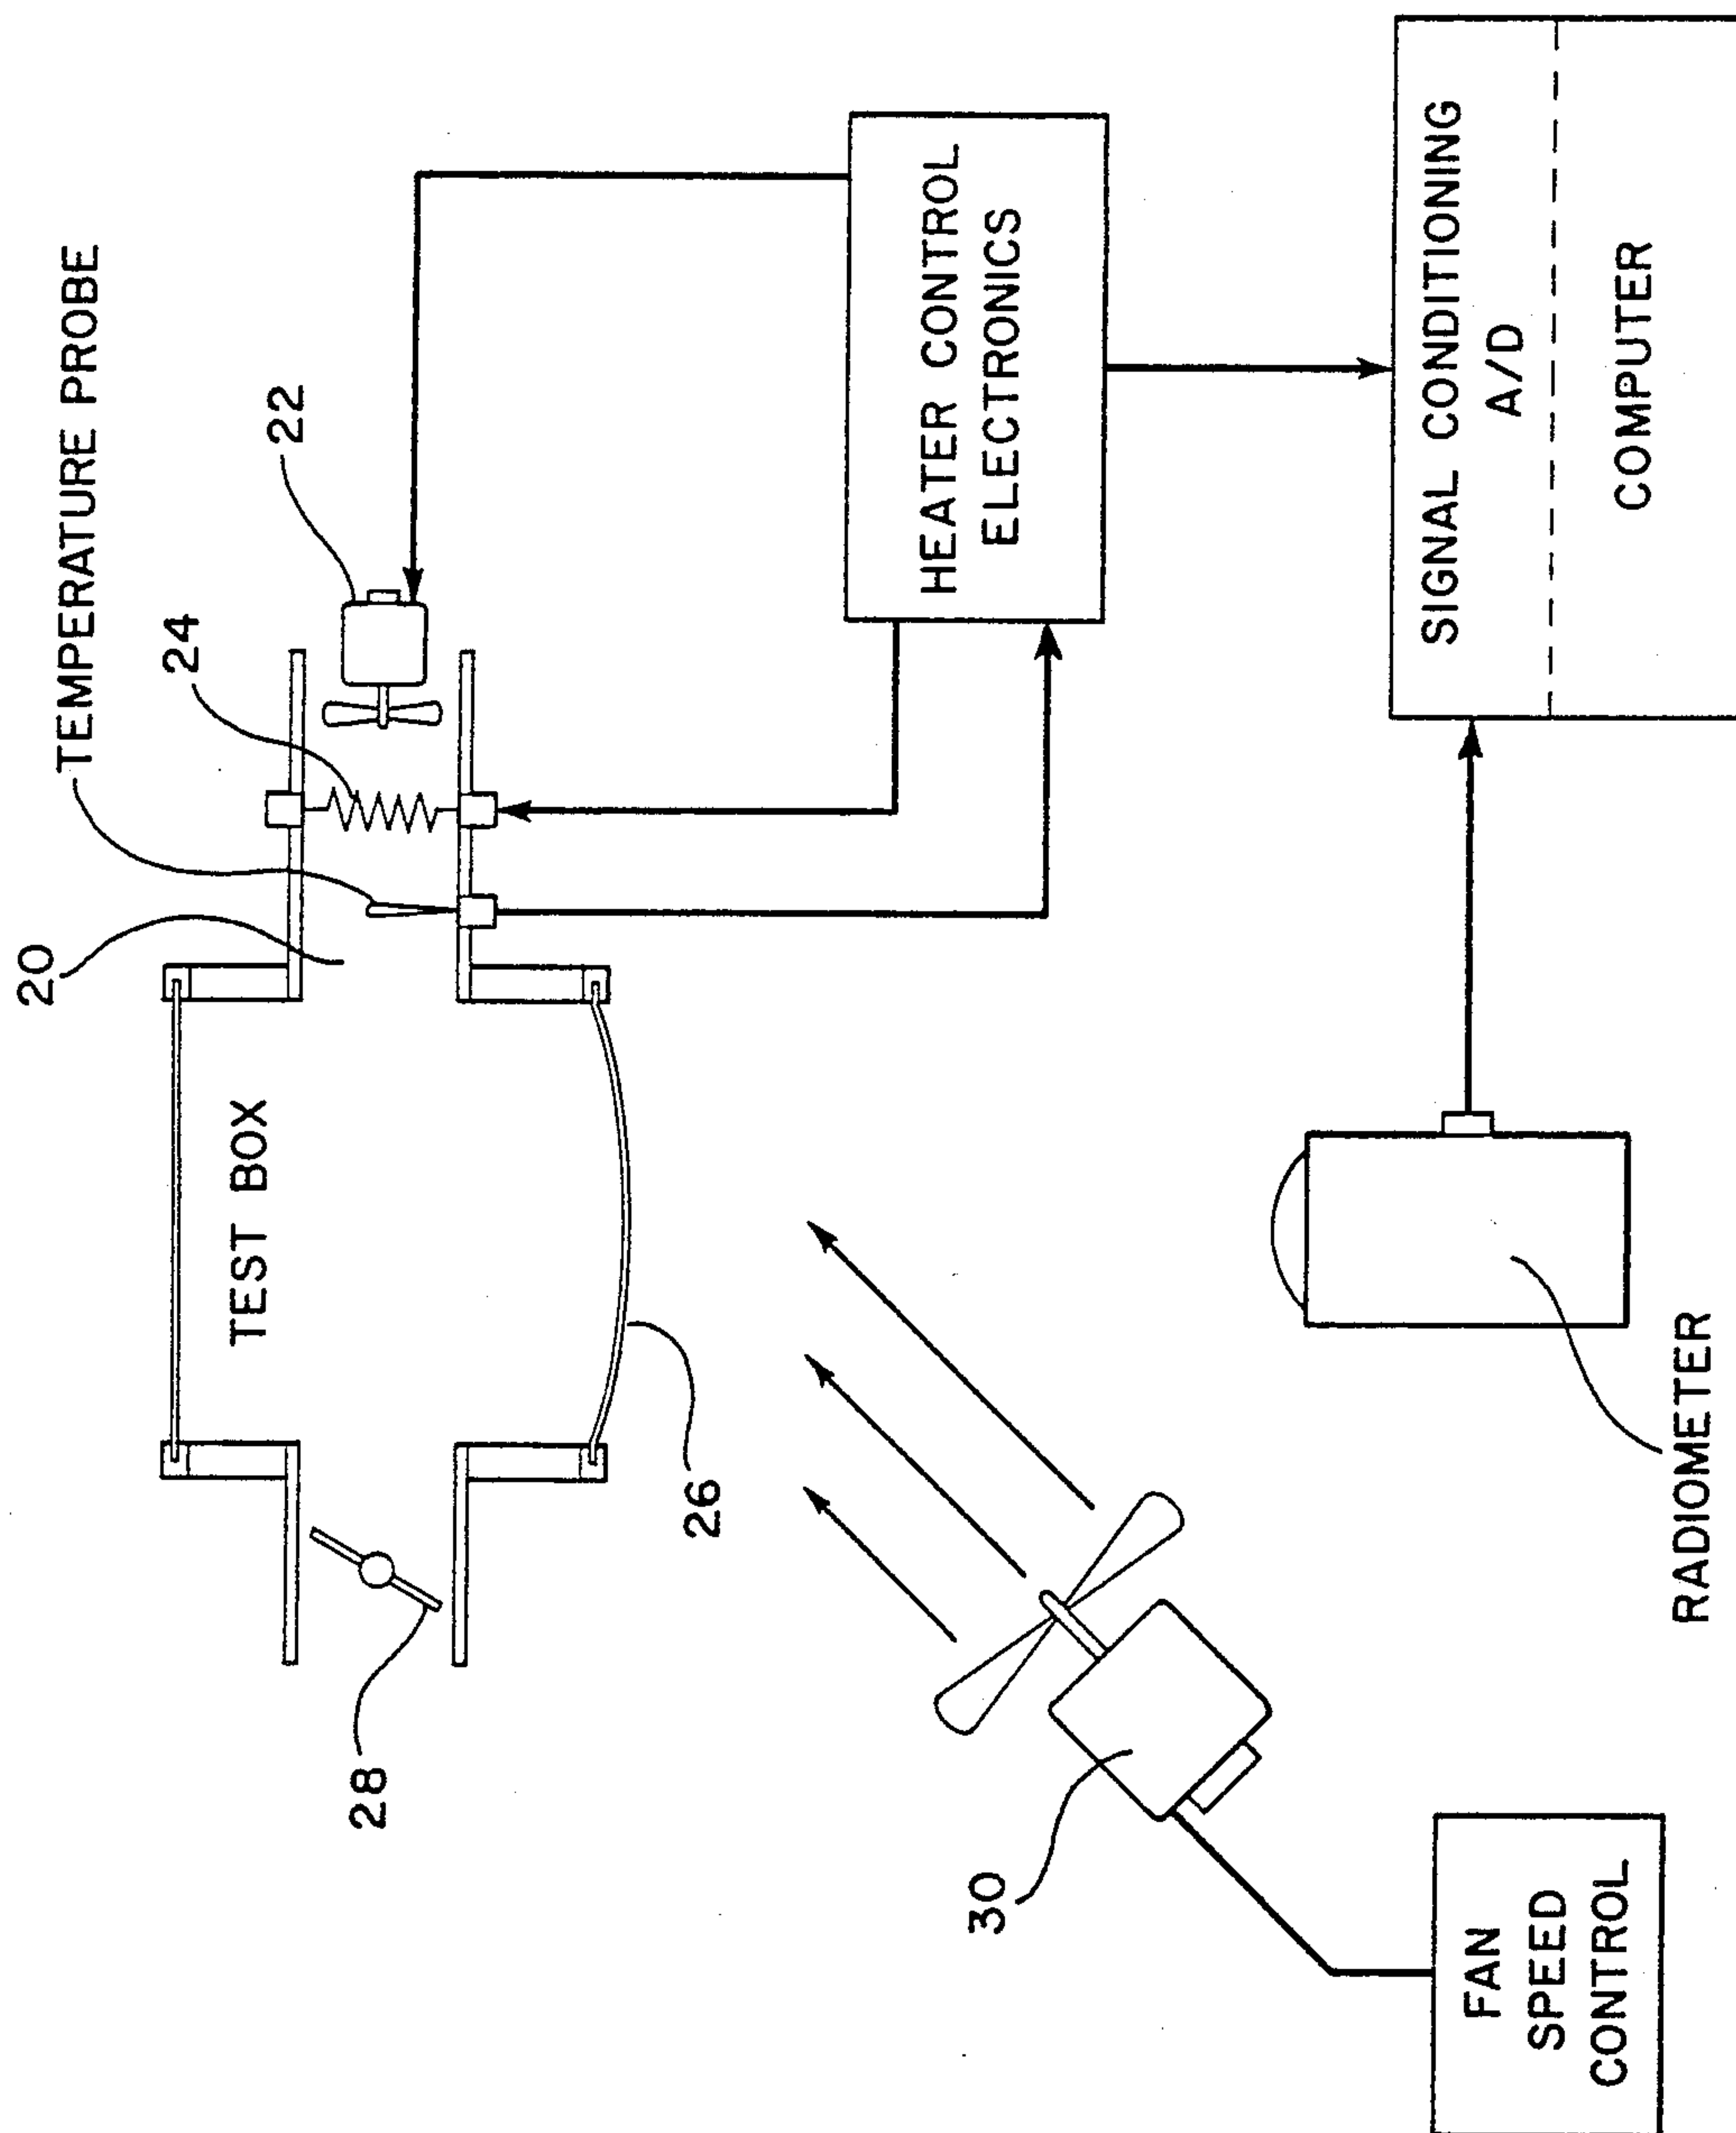 TEMPERATURE PROBE
22
24
20
TEST BOX
26
28
30
HEATER CONTROL
ELECTRONICS
SIGNAL CONDITIONING
A/D
COMPUTER
RADIOMETER
FAN
SPEED
CONTROL